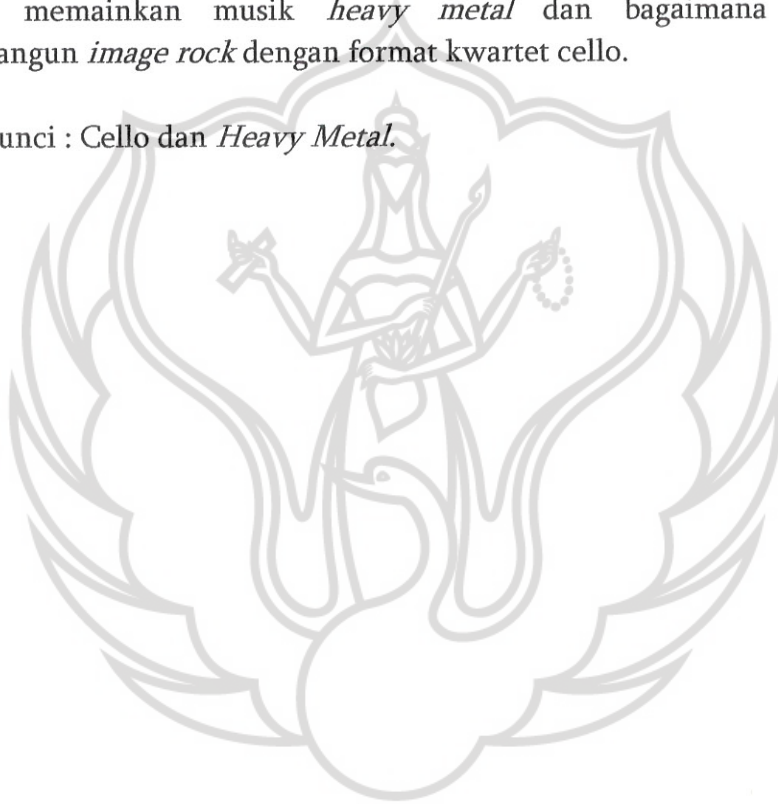 memainkan musik heavy metal dan bagaimana
angun image rock dengan format kwartet cello.
unci : Cello dan Heavy Metal.